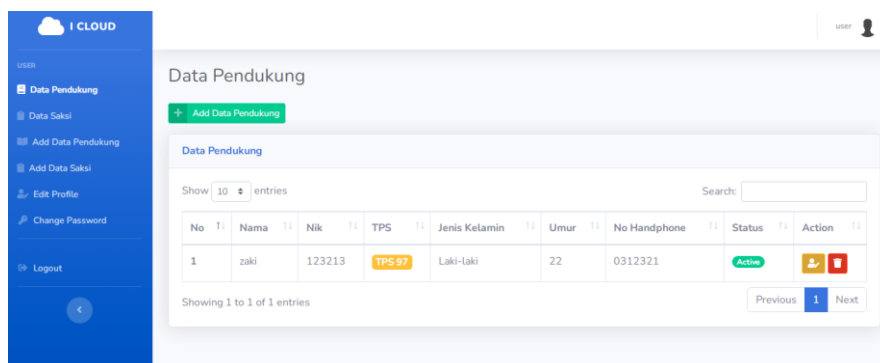 I CLOUD
user
USER
Data Pendukung
Data Saksi
Add Data Pendukung
Add Data Saksi
Edit Profile
Change Password
Logout
Data Pendukung
+ Add Data Pendukung
Data Pendukung
Show 10 entries
Search:
No Nama Nik TPS Jenis Kelamin Umur No Handphone Status Action
1 zaki 123213 TPS 97 Laki-laki 22 0312321 Active
Showing 1 to 1 of 1 entries
Previous 1 Next